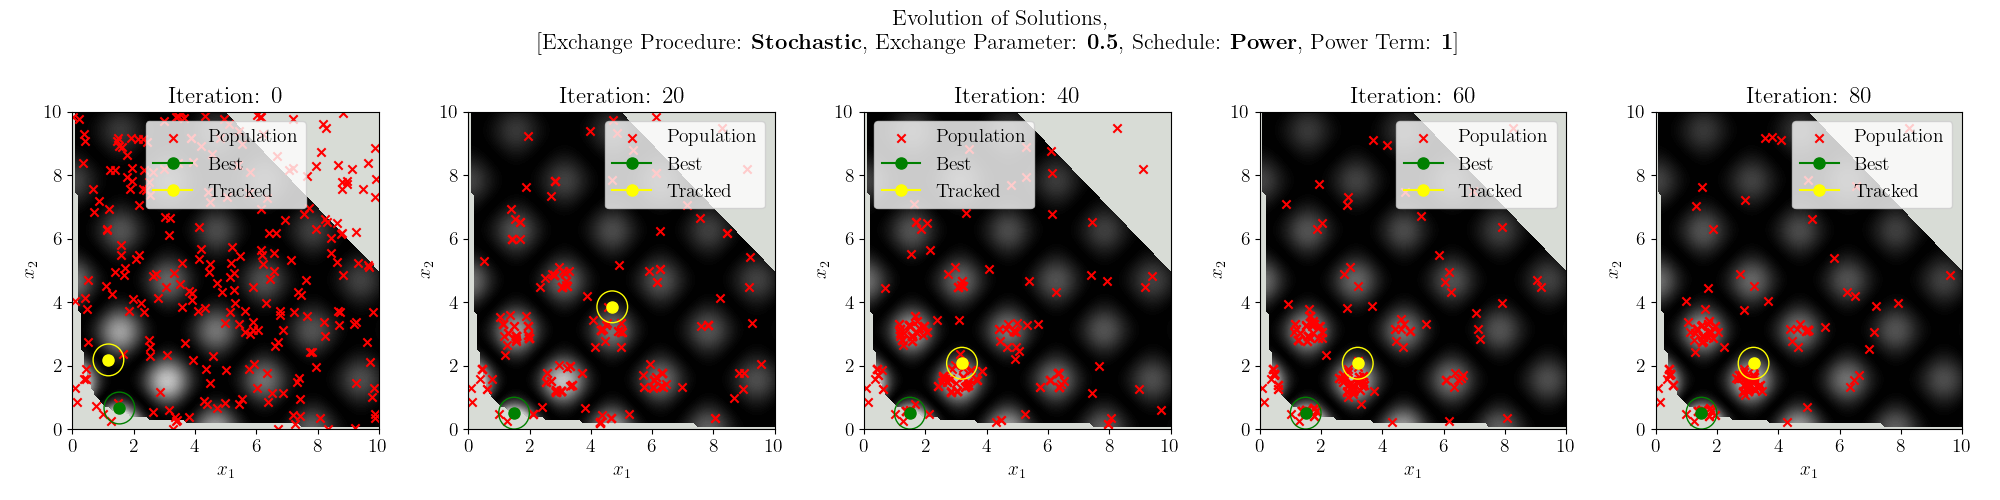 Evolution of Solutions,
[Exchange Procedure: Stochastic, Exchange Parameter: 0.5, Schedule: Power, Power Term: 1]
Iteration: 0
10
8
6
4
2
0
x2
0 2 4 6 8 10
x1
Population
Best
Tracked
Iteration: 20
10
8
6
4
2
0
x2
0 2 4 6 8 10
x1
Population
Best
Tracked
Iteration: 40
10
8
6
4
2
0
x2
0 2 4 6 8 10
x1
Population
Best
Tracked
Iteration: 60
10
8
6
4
2
0
x2
0 2 4 6 8 10
x1
Population
Best
Tracked
Iteration: 80
10
8
6
4
2
0
x2
0 2 4 6 8 10
x1
Population
Best
Tracked